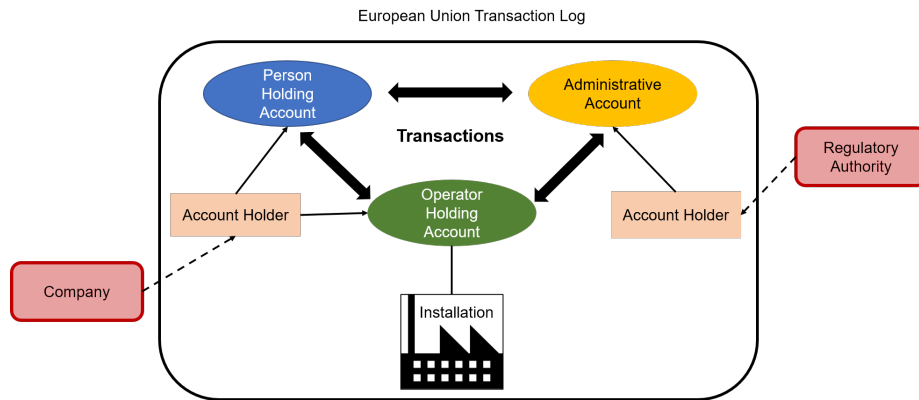 European Union Transaction Log
Person
Holding
Account
Administrative
Account
Transactions
Regulatory
Authority
Account Holder
Operator
Holding
Account
Account Holder
Company
Installation